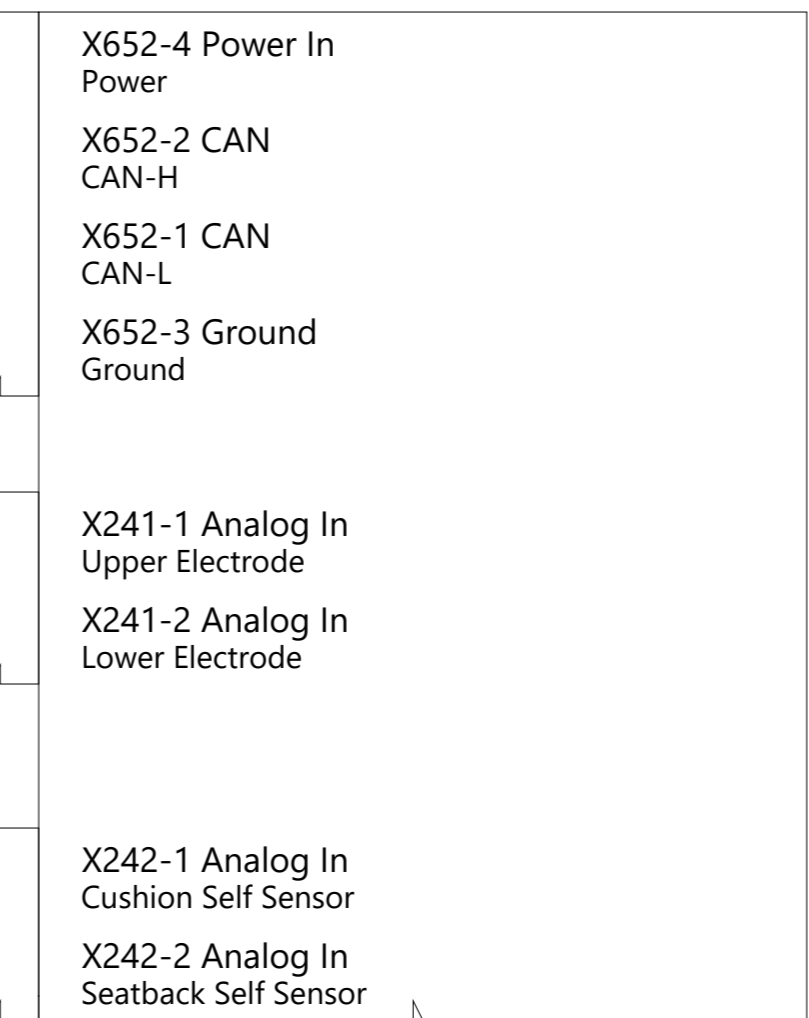 X652-4 Power In
Power
X652-2 CAN
CAN-H
X652-1 CAN
CAN-L
X652-3 Ground
Ground
X241-1 Analog In
Upper Electrode
X241-2 Analog In
Lower Electrode
X242-1 Analog In
Cushion Self Sensor
X242-2 Analog In
Seatback Self Sensor